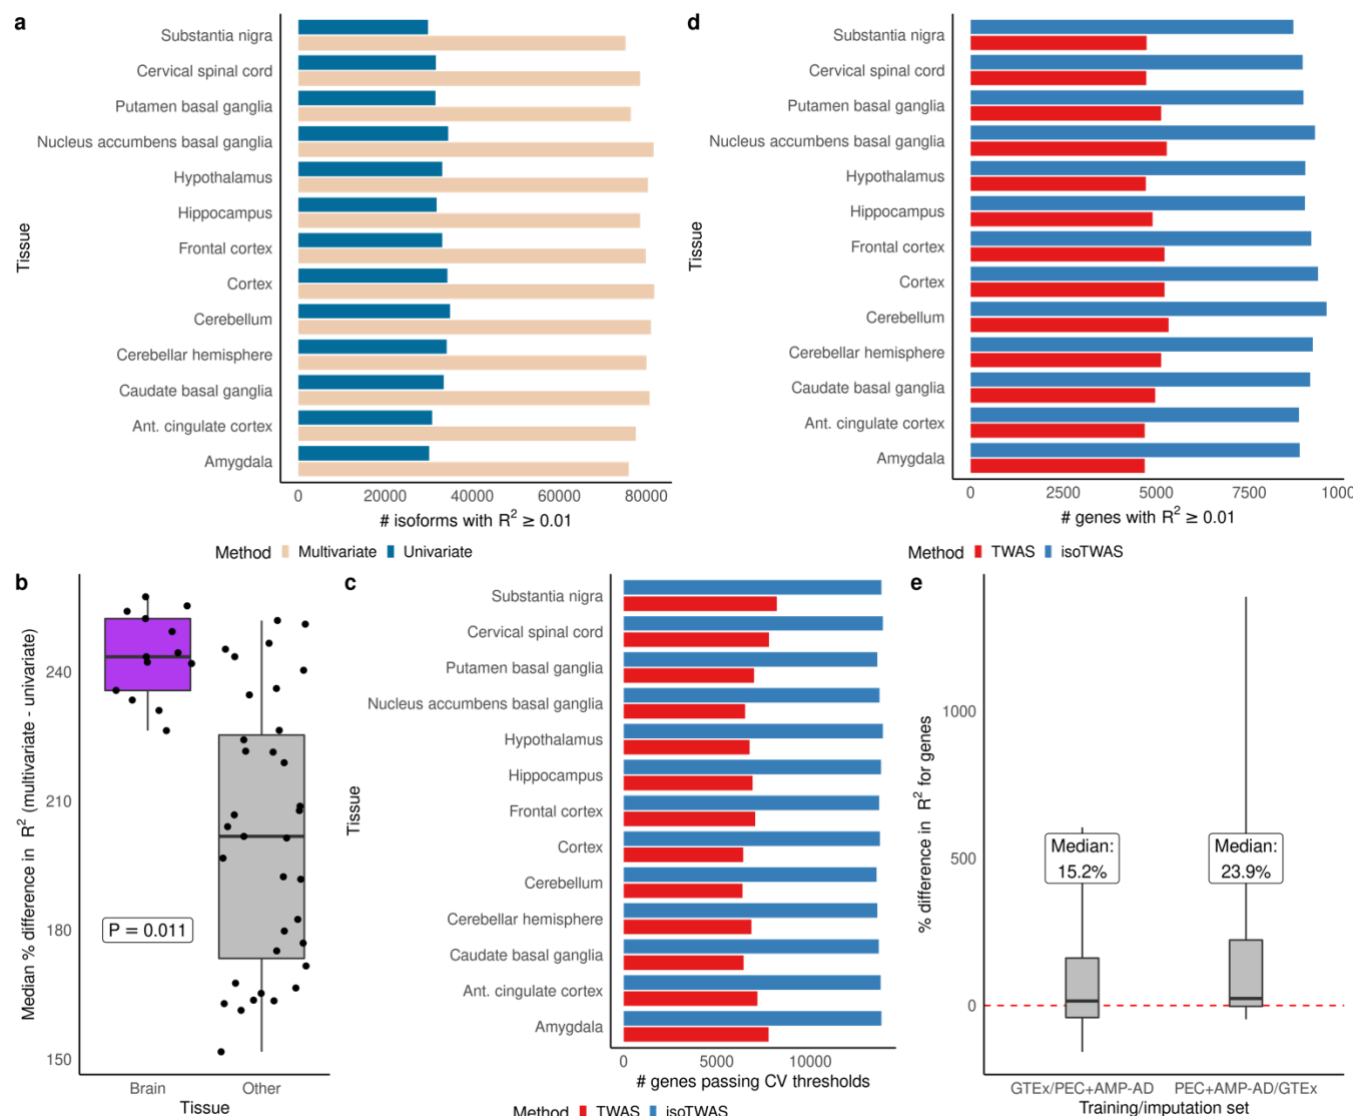 a
Tissue
Substantia nigra
Cervical spinal cord
Putamen basal ganglia
Nucleus accumbens basal ganglia
Hypothalamus
Hippocampus
Frontal cortex
Cortex
Cerebellum
Cerebellar hemisphere
Caudate basal ganglia
Ant. cingulate cortex
Amygdala
0 20000 40000 60000 80000
# isoforms with R² ≥ 0.01
Method Multivariate Univariate
d
Tissue
Substantia nigra
Cervical spinal cord
Putamen basal ganglia
Nucleus accumbens basal ganglia
Hypothalamus
Hippocampus
Frontal cortex
Cortex
Cerebellum
Cerebellar hemisphere
Caudate basal ganglia
Ant. cingulate cortex
Amygdala
0 2500 5000 7500 1000
# genes with R² ≥ 0.01
Method TWAS isoTWAS
b
Median % difference in R² (multivariate - univariate)
240
210
180
150
P = 0.011
Brain Other
Tissue
c
Tissue
Substantia nigra
Cervical spinal cord
Putamen basal ganglia
Nucleus accumbens basal ganglia
Hypothalamus
Hippocampus
Frontal cortex
Cortex
Cerebellum
Cerebellar hemisphere
Caudate basal ganglia
Ant. cingulate cortex
Amygdala
0 5000 10000
# genes passing CV thresholds
Method TWAS isoTWAS
e
% difference in R² for genes
1000
500
0
Median:
15.2%
Median:
23.9%
GTEx/PEC+AMP-AD PEC+AMP-AD/GTEx
Training/imputation set